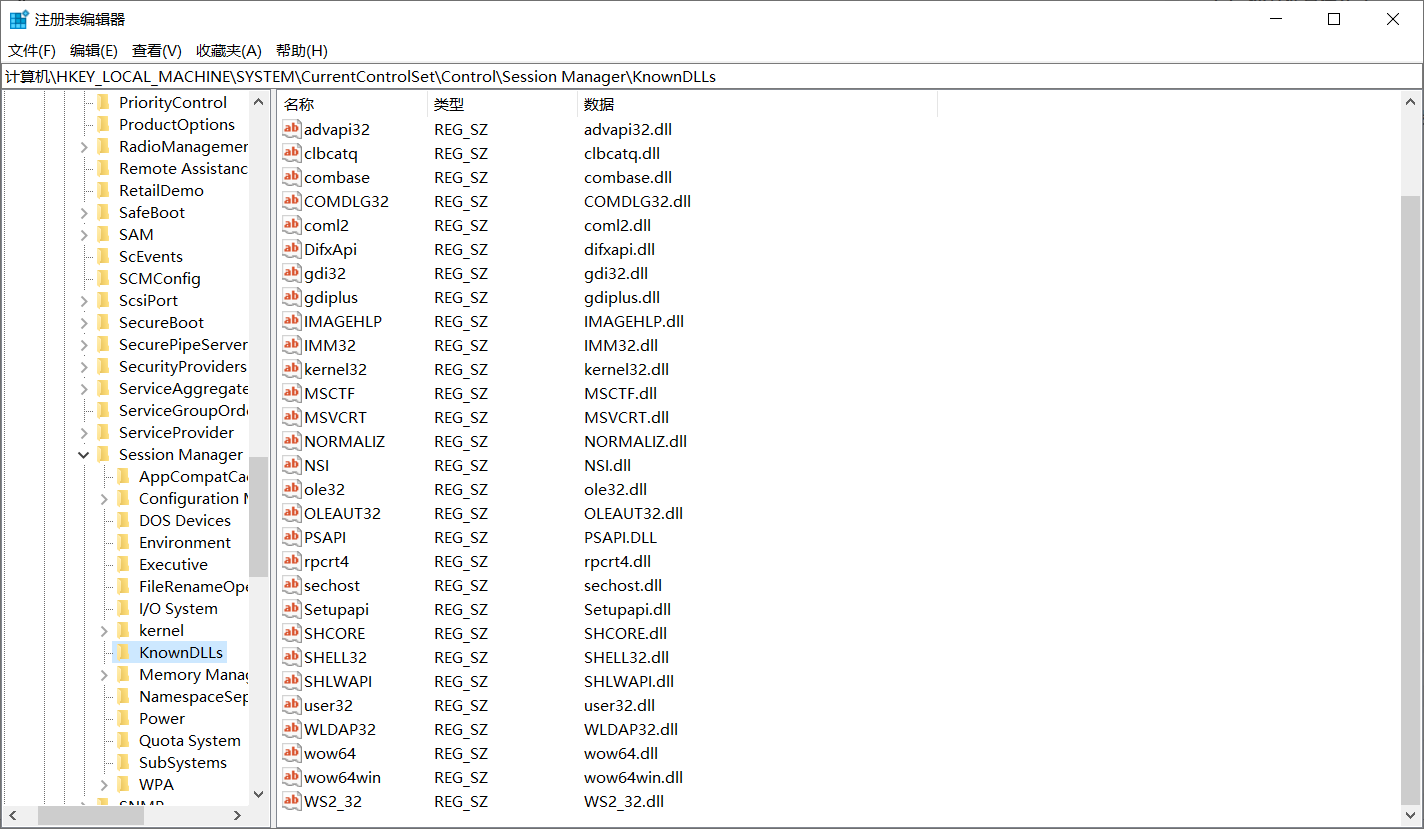 注册表编辑器
文件(F) 编辑(E) 查看(V) 收藏夹(A) 帮助(H)
计算机\HKEY_LOCAL_MACHINE\SYSTEM\CurrentControlSet\Control\Session Manager\KnownDLLs
PriorityControl
ProductOptions
RadioManagemer
Remote Assistanc
RetailDemo
SafeBoot
SAM
ScEvents
SCMConfig
ScsiPort
SecureBoot
SecurePipeServer
SecurityProviders
ServiceAggregate
ServiceGroupOrde
ServiceProvider
Session Manager
AppCompatCac
Configuration M
DOS Devices
Environment
Executive
FileRenameOpe
I/O System
kernel
KnownDLLs
Memory Manag
NamespaceSep
Power
Quota System
SubSystems
WPA
SNMP
名称 类型 数据
advapi32 REG_SZ advapi32.dll
clbcatq REG_SZ clbcatq.dll
combase REG_SZ combase.dll
COMDLG32 REG_SZ COMDLG32.dll
coml2 REG_SZ coml2.dll
DifxApi REG_SZ difxapi.dll
gdi32 REG_SZ gdi32.dll
gdiplus REG_SZ gdiplus.dll
IMAGEHLP REG_SZ IMAGEHLP.dll
IMM32 REG_SZ IMM32.dll
kernel32 REG_SZ kernel32.dll
MSCTF REG_SZ MSCTF.dll
MSVCRT REG_SZ MSVCRT.dll
NORMALIZ REG_SZ NORMALIZ.dll
NSI REG_SZ NSI.dll
ole32 REG_SZ ole32.dll
OLEAUT32 REG_SZ OLEAUT32.dll
PSAPI REG_SZ PSAPI.DLL
rpcrt4 REG_SZ rpcrt4.dll
sechost REG_SZ sechost.dll
Setupapi REG_SZ Setupapi.dll
SHCORE REG_SZ SHCORE.dll
SHELL32 REG_SZ SHELL32.dll
SHLWAPI REG_SZ SHLWAPI.dll
user32 REG_SZ user32.dll
WLDAP32 REG_SZ WLDAP32.dll
wow64 REG_SZ wow64.dll
wow64win REG_SZ wow64win.dll
WS2_32 REG_SZ WS2_32.dll